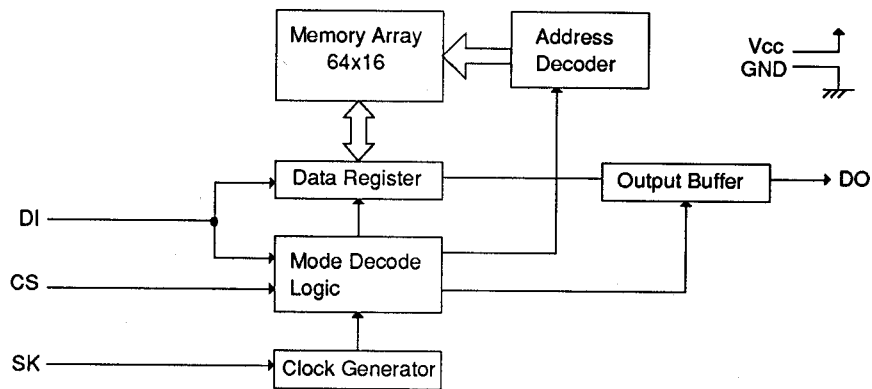 Memory Array
64x16
Address
Decoder
Vcc
GND
Data Register
Output Buffer
DO
DI
Mode Decode
Logic
CS
SK
Clock Generator